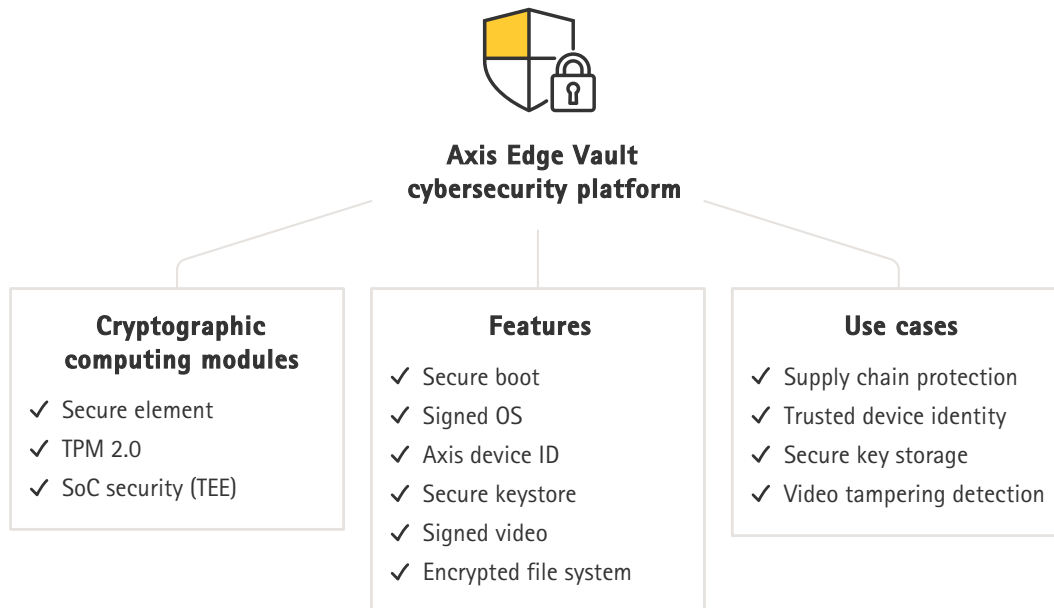 Axis Edge Vault
cybersecurity platform
Cryptographic
computing modules
✓ Secure element
✓ TPM 2.0
✓ SoC security (TEE)
Features
✓ Secure boot
✓ Signed OS
✓ Axis device ID
✓ Secure keystore
✓ Signed video
✓ Encrypted file system
Use cases
✓ Supply chain protection
✓ Trusted device identity
✓ Secure key storage
✓ Video tampering detection